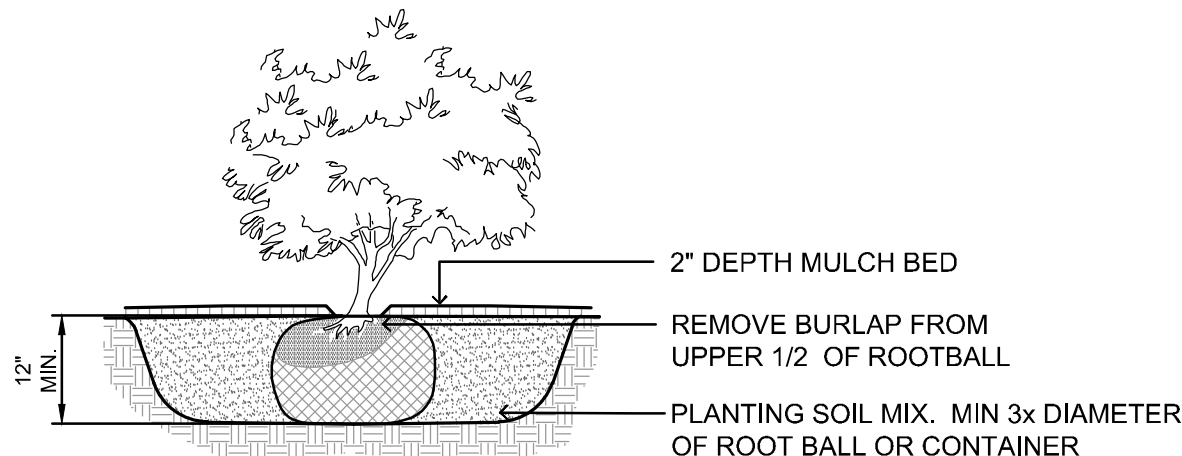 2" DEPTH MULCH BED
REMOVE BURLAP FROM
UPPER 1/2 OF ROOTBALL
12"
MIN.
PLANTING SOIL MIX. MIN 3x DIAMETER
OF ROOT BALL OR CONTAINER